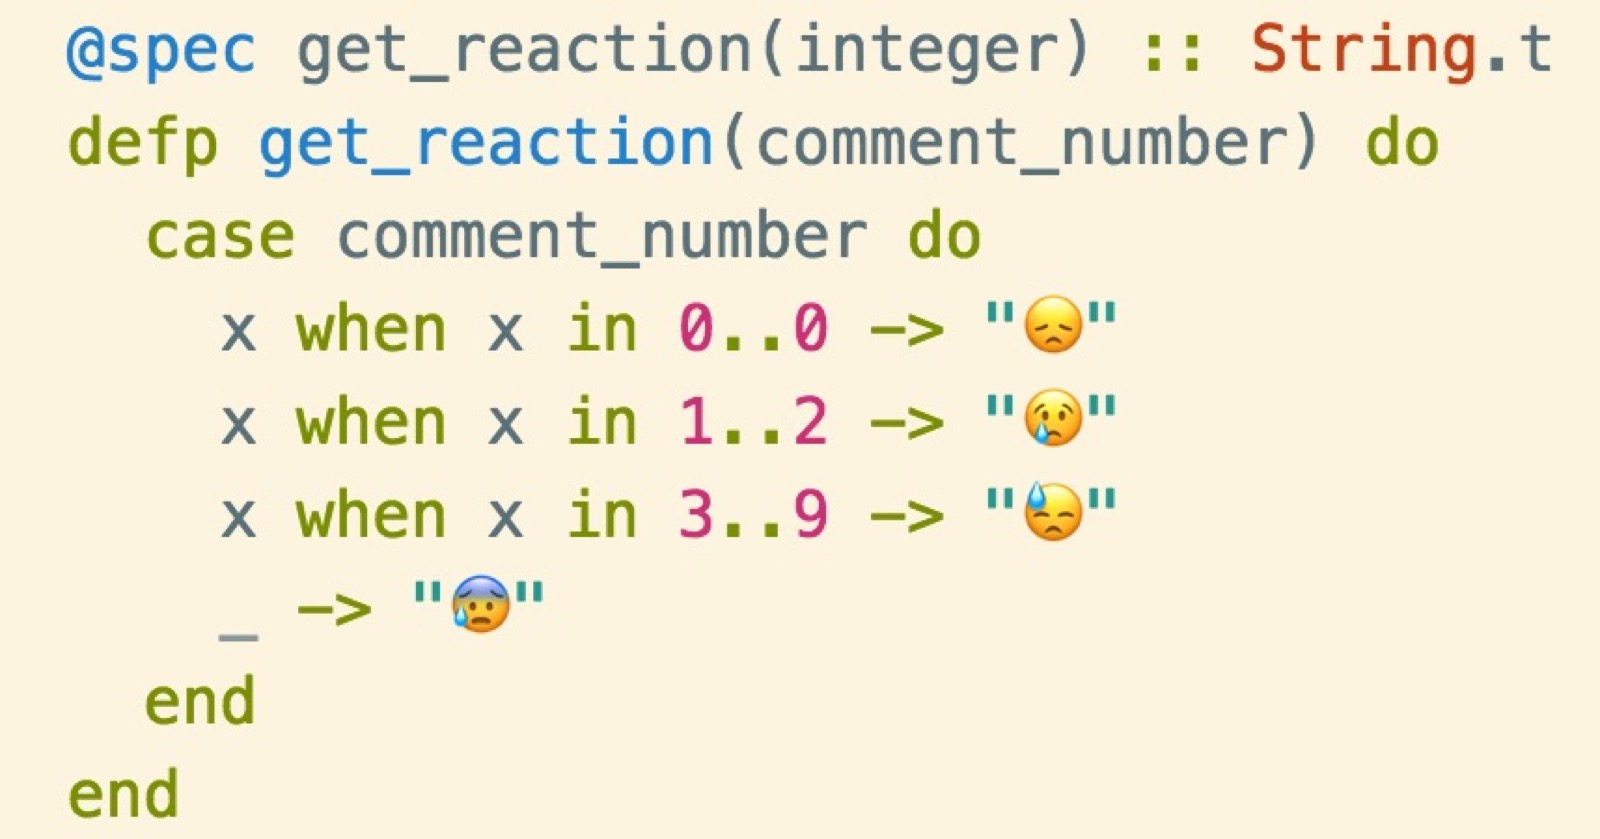 @spec get_reaction(integer) :: String.t
defp get_reaction(comment_number) do
  case comment_number do
    x when x in 0..0 -> "😞"
    x when x in 1..2 -> "😢"
    x when x in 3..9 -> "😓"
    _ -> "😰"
  end
end